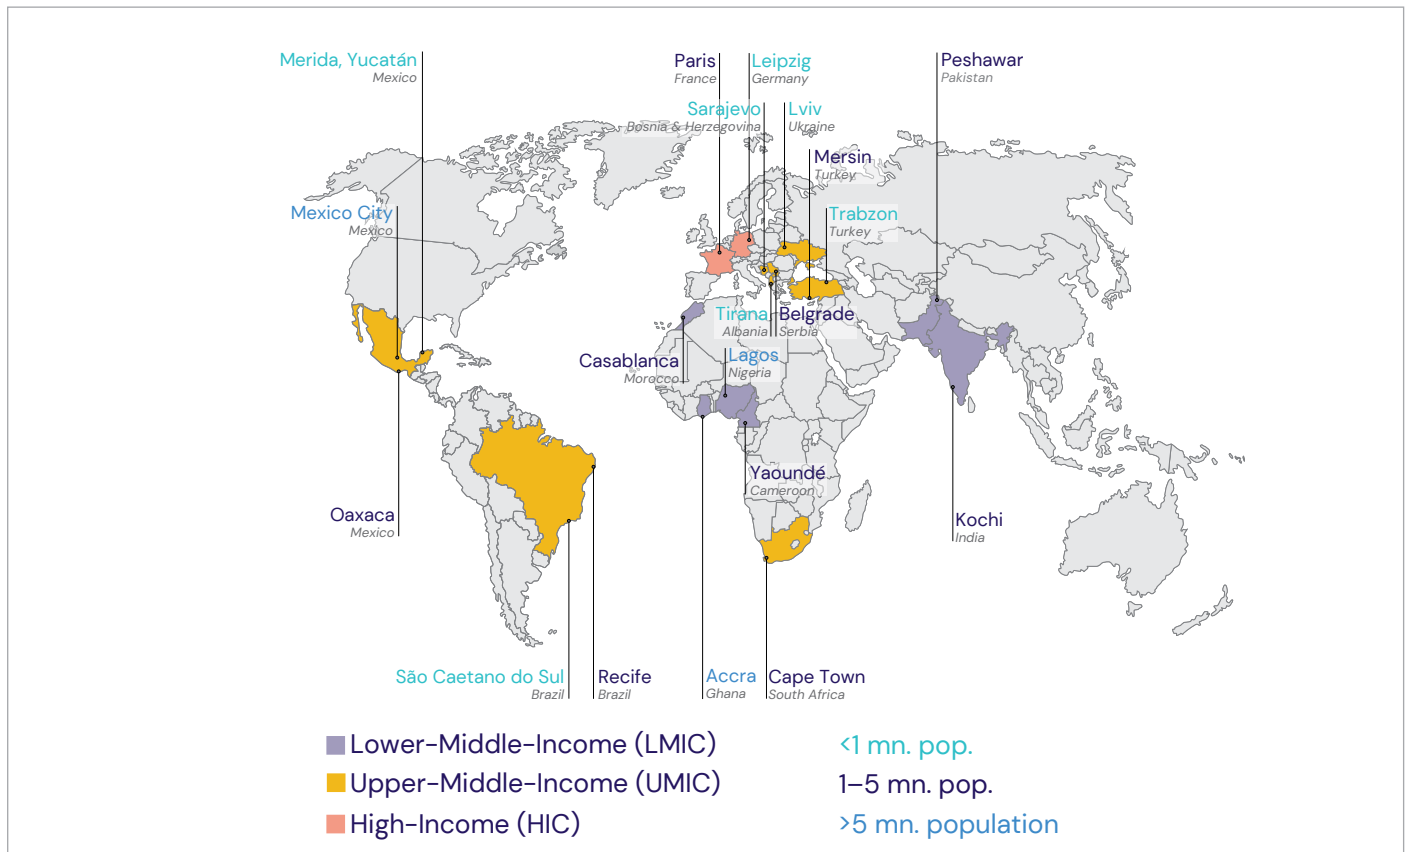 Merida, Yucatán
Mexico
Paris
France
Leipzig
Germany
Peshawar
Pakistan
Sarajevo
Bosnia & Herzegovina
Lviv
Ukraine
Mersin
Turkey
Mexico City
Mexico
Trabzon
Turkey
Tirana
Albania
Belgrade
Serbia
Casablanca
Morocco
Lagos
Nigeria
Yaoundé
Cameroon
Oaxaca
Mexico
Kochi
India
São Caetano do Sul
Brazil
Recife
Brazil
Accra
Ghana
Cape Town
South Africa
Lower-Middle-Income (LMIC)
<1 mn. pop.
Upper-Middle-Income (UMIC)
1–5 mn. pop.
High-Income (HIC)
>5 mn. population